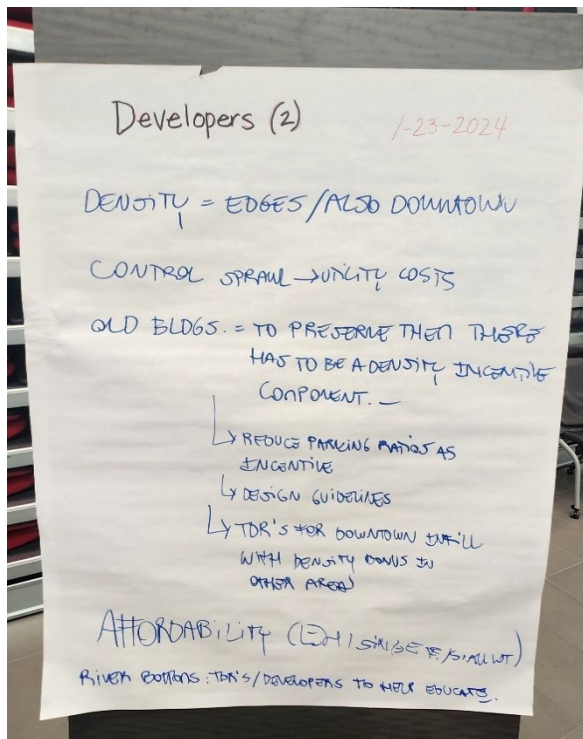 Developers (2)
1-23-2024
DENSITY = EDGES/ALSO DOWNTOWN
CONTROL SPRAWL → UTILITY COSTS
OLD BLDGS. = TO PRESERVE THEM THERE
HAS TO BE A DENSITY INCENTIVE
COMPONENT. —
↳ REDUCE PARKING RATIOS AS
INCENTIVE
↳ DESIGN GUIDELINES
↳ TDR'S FOR DOWNTOWN INFILL
WITH DENSITY BONUS IN
OTHER AREAS
AFFORDABILITY
RIVER BOTTOMS: TDR'S/DEVELOPERS TO HELP EDUCATE.